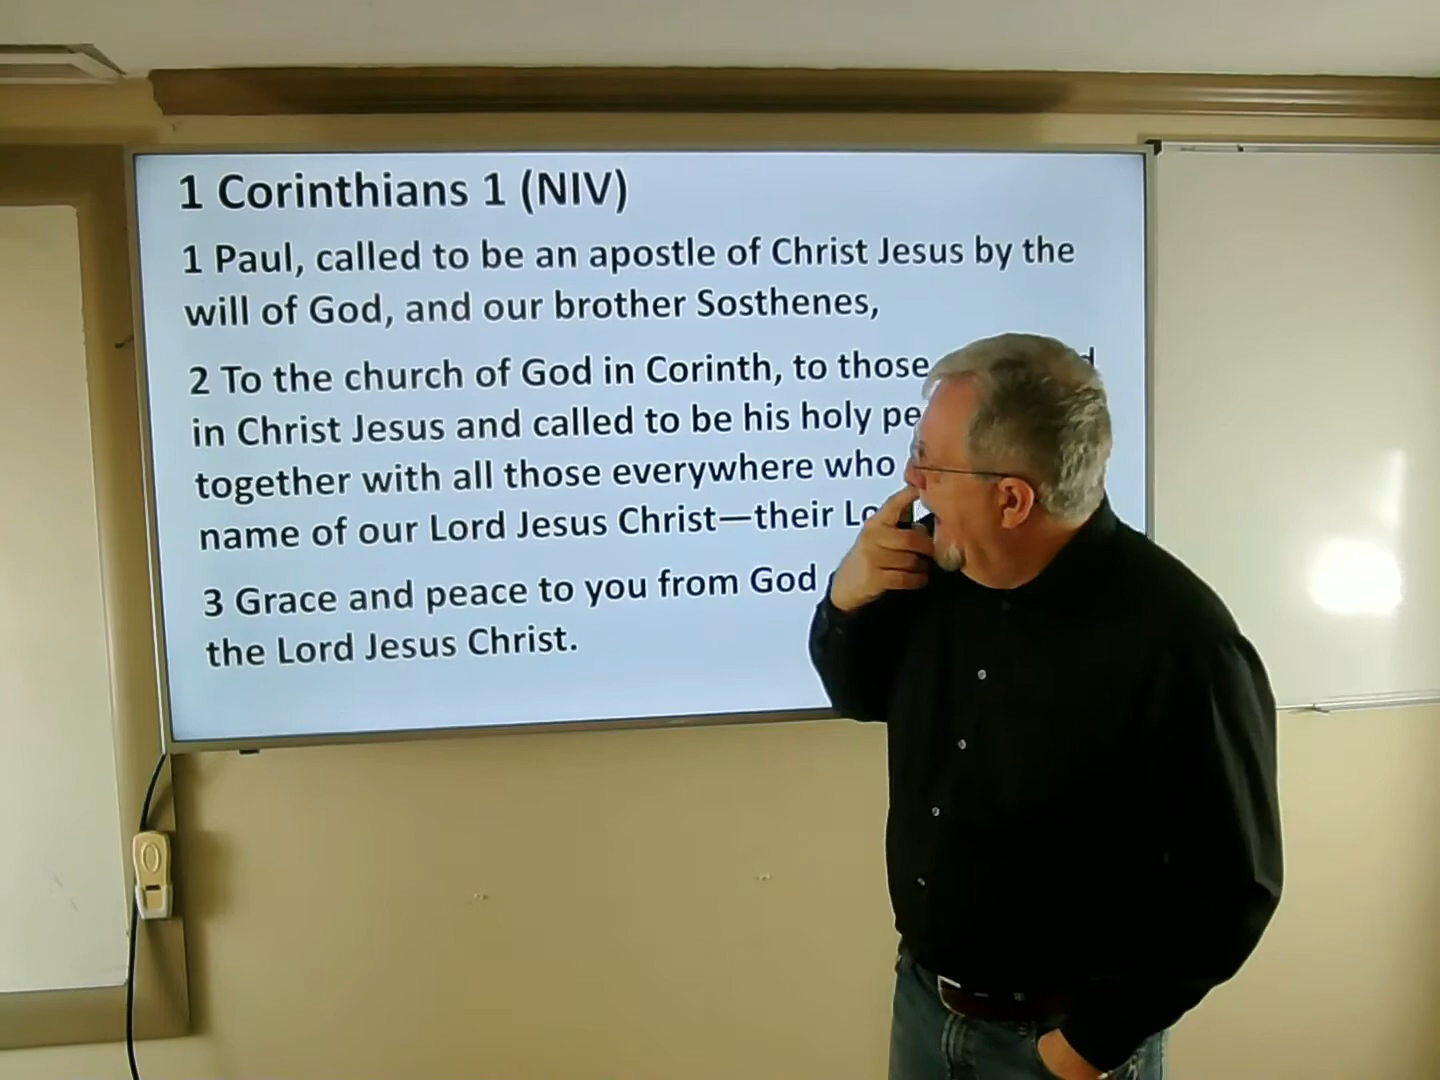 1 Corinthians 1 (NIV)
1 Paul, called to be an apostle of Christ Jesus by the
will of God, and our brother Sosthenes,
2 To the church of God in Corinth, to those
in Christ Jesus and called to be his holy
together with all those everywhere who
name of our Lord Jesus Christ—their
3 Grace and peace to you from God
the Lord Jesus Christ.